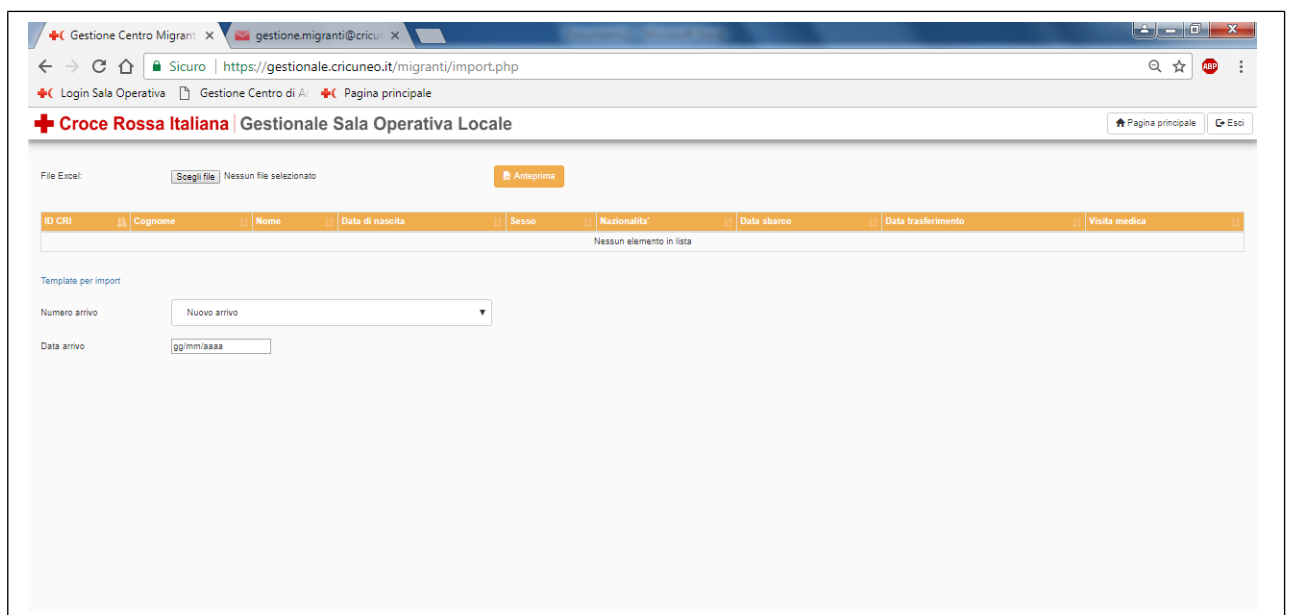 Gestione Centro Migrant
gestione.migranti@cricu
Sicuro | https://gestionale.cricuneo.it/migranti/import.php
ABP
Login Sala Operativa Gestione Centro di A Pagina principale
Croce Rossa Italiana | Gestionale Sala Operativa Locale
Pagina principale Esci
File Excel: Scegli file Nessun file selezionato Anteprima
ID CRI Cognome Nome Data di nascita Sesso Nazionalita' Data sbarco Data trasferimento Visita medica
Nessun elemento in lista
Template per import
Numero arrivo Nuovo arrivo
Data arrivo gg/mm/aaaa